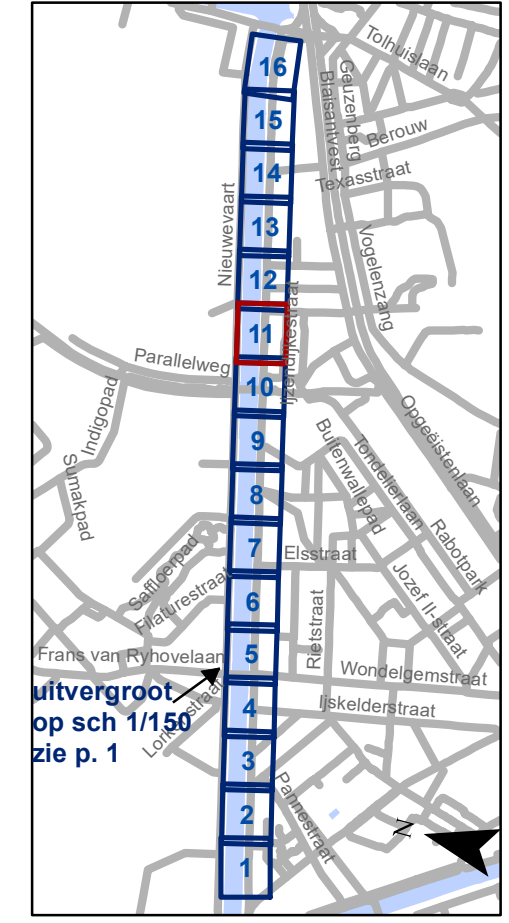 Tolhuislaan
16
Geuzenberg
Blaisantvest
15
Berouw
14
Texasstraat
Nieuwevaart
13
Vogelenzang
12
IJzendijkestraat
11
Parallelweg
10
Indigopad
Opgeëistenlaan
9
Buitenwallepad
Tondelierlaan
Sumakpad
8
Rabotpark
7
Elsstraat
Saffloerpad
Filaturestraat
Jozef II-straat
6
Rietstraat
Frans van Ryhovelaan
5
Wondelgemstraat
uitvergroot
op sch 1/150
zie p. 1
4
Ijskelderstraat
3
Pannestraat
2
N
1